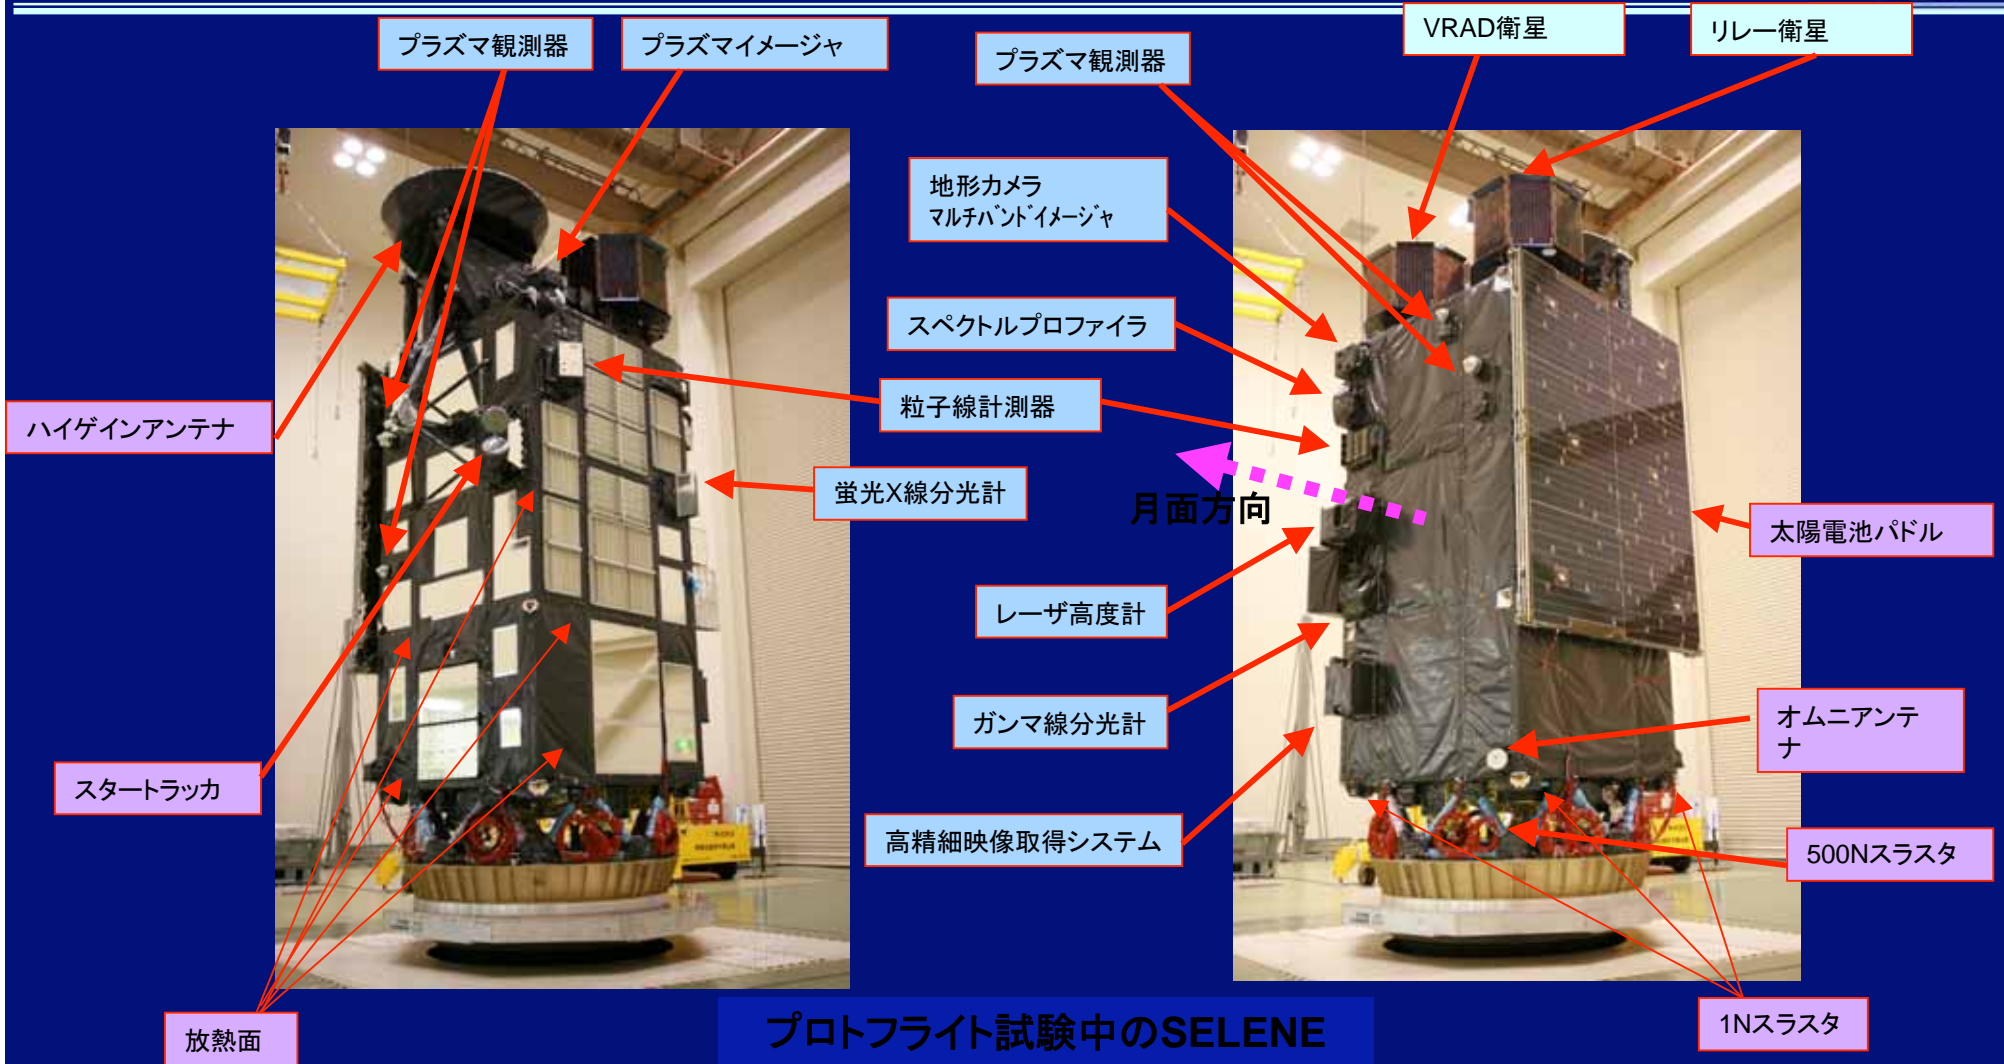 プラズマ観測器
プラズマイメージャ
プラズマ観測器
VRAD衛星
リレー衛星
地形カメラ
マルチバンドイメージャ
スペクトルプロファイラ
粒子線計測器
ハイゲインアンテナ
蛍光X線分光計
月面方向
太陽電池パドル
レーザ高度計
ガンマ線分光計
オムニアンテ
ナ
スタートラッカ
高精細映像取得システム
500Nスラスタ
放熱面
プロトフライト試験中のSELENE
1Nスラスタ